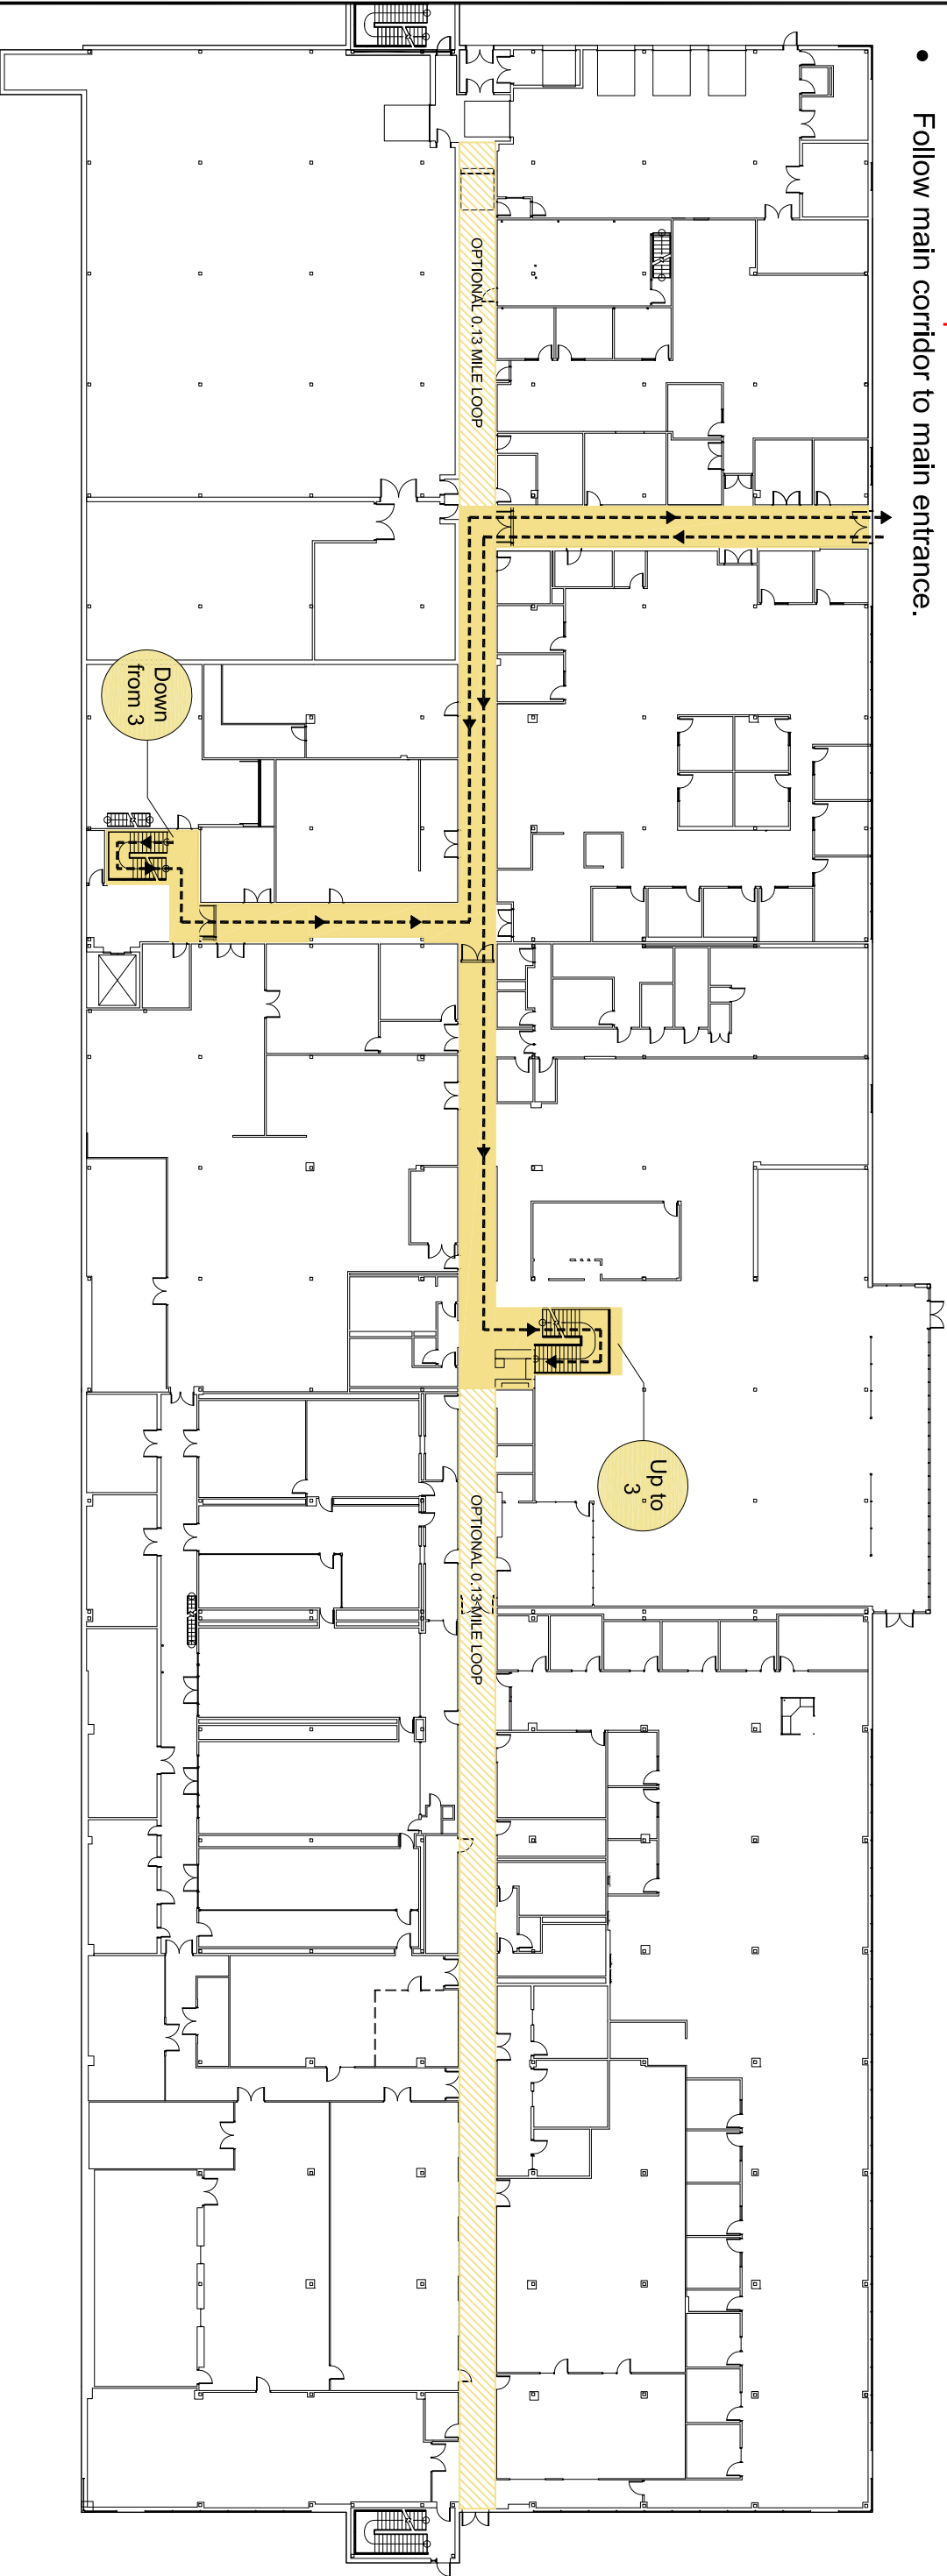 • Follow main corridor to main entrance.
OPTIONAL 0.13 MILE LOOP
Down
from 3
Up to
3
OPTIONAL 0.13 MILE LOOP